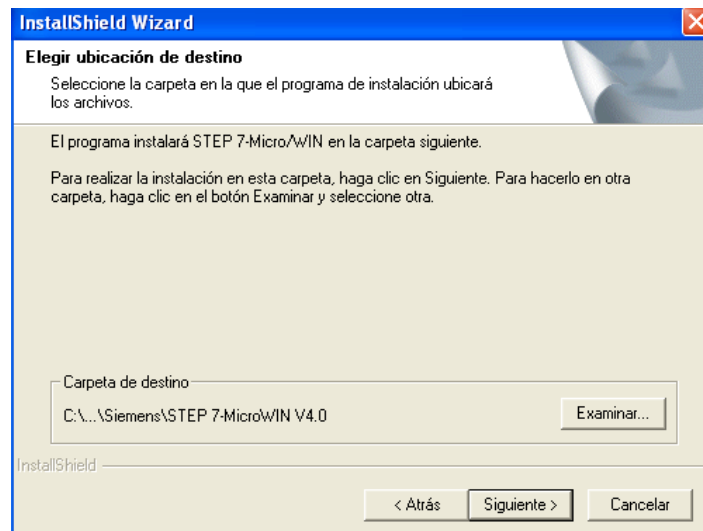 InstallShield Wizard
Elegir ubicación de destino
Seleccione la carpeta en la que el programa de instalación ubicará
los archivos.
El programa instalará STEP 7-Micro/WIN en la carpeta siguiente.
Para realizar la instalación en esta carpeta, haga clic en Siguiente. Para hacerlo en otra
carpeta, haga clic en el botón Examinar y seleccione otra.
Carpeta de destino
C:\...\Siemens\STEP 7-MicroWIN V4.0
Examinar...
InstallShield
< Atrás
Siguiente >
Cancelar